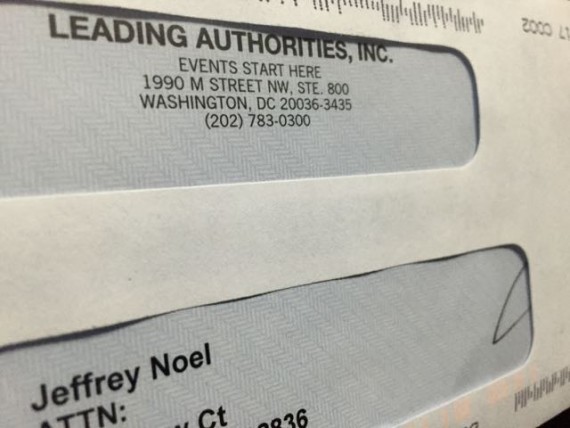 LEADING AUTHORITIES, INC.
EVENTS START HERE
1990 M STREET NW, STE. 800
WASHINGTON, DC 20036-3435
(202) 783-0300
Jeffrey Noel
ATTN:
Ct